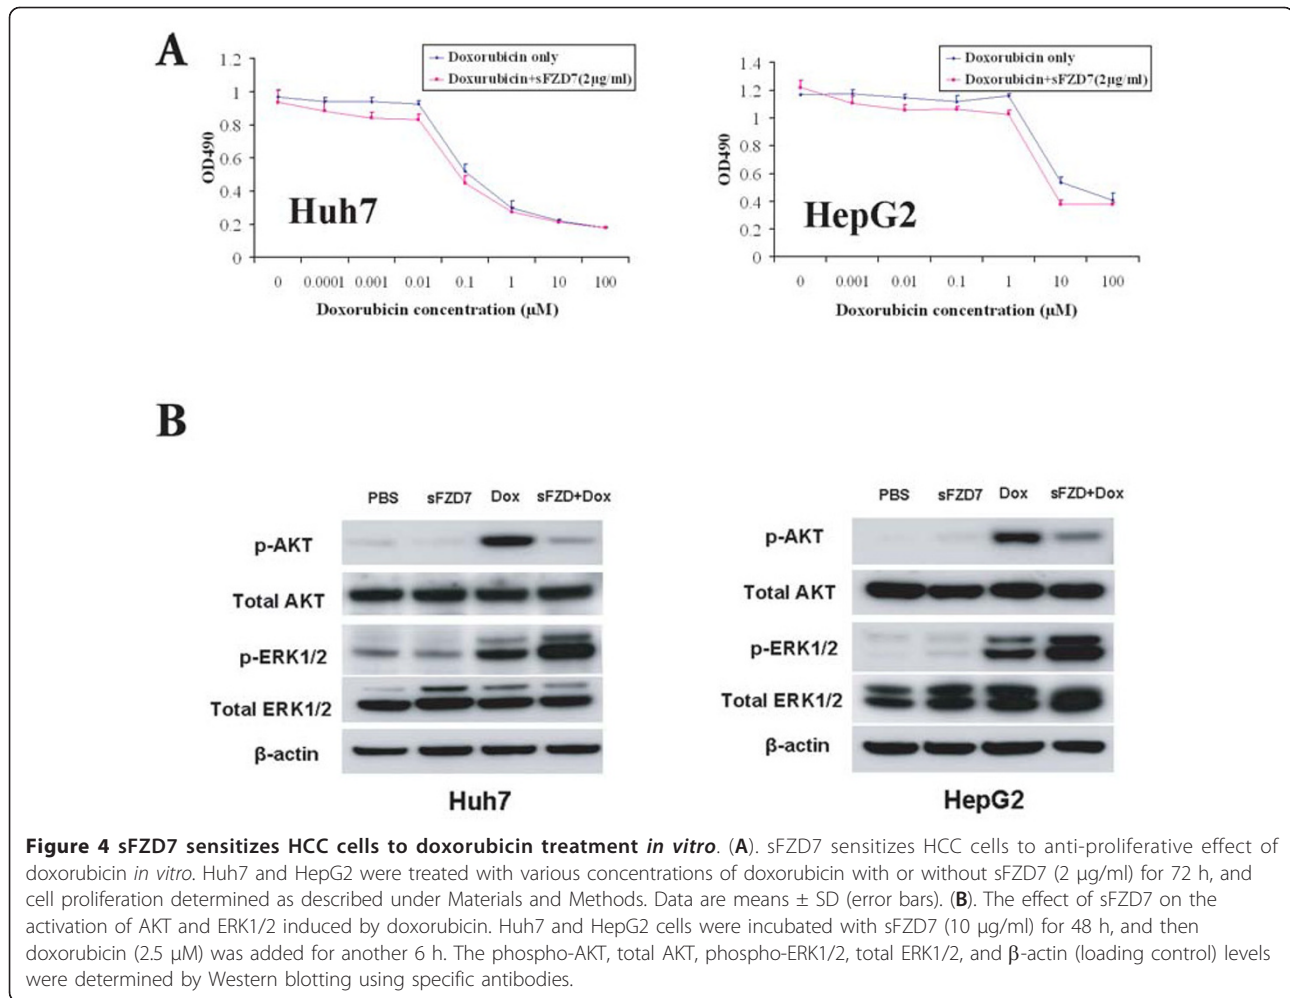 A
Doxorubicin only
Doxurubicin+sFZD7(2µg/ml)
1.2
1
0.8
0.6
0.4
0.2
0
OD490
Huh7
0 0.0001 0.001 0.01 0.1 1 10 100
Doxorubicin concentration (µM)
Doxorubicin only
Doxurubicin+sFZD7(2µg/ml)
1.4
1.2
1
0.8
0.6
0.4
0.2
0
OD490
HepG2
0 0.001 0.01 0.1 1 10 100
Doxorubicin concentration (µM)
B
PBS sFZD7 Dox sFZD+Dox
p-AKT
Total AKT
p-ERK1/2
Total ERK1/2
β-actin
Huh7
PBS sFZD7 Dox sFZD+Dox
p-AKT
Total AKT
p-ERK1/2
Total ERK1/2
β-actin
HepG2
Figure 4 sFZD7 sensitizes HCC cells to doxorubicin treatment in vitro. (A). sFZD7 sensitizes HCC cells to anti-proliferative effect of
doxorubicin in vitro. Huh7 and HepG2 were treated with various concentrations of doxorubicin with or without sFZD7 (2 μg/ml) for 72 h, and
cell proliferation determined as described under Materials and Methods. Data are means ± SD (error bars). (B). The effect of sFZD7 on the
activation of AKT and ERK1/2 induced by doxorubicin. Huh7 and HepG2 cells were incubated with sFZD7 (10 μg/ml) for 48 h, and then
doxorubicin (2.5 μM) was added for another 6 h. The phospho-AKT, total AKT, phospho-ERK1/2, total ERK1/2, and β-actin (loading control) levels
were determined by Western blotting using specific antibodies.